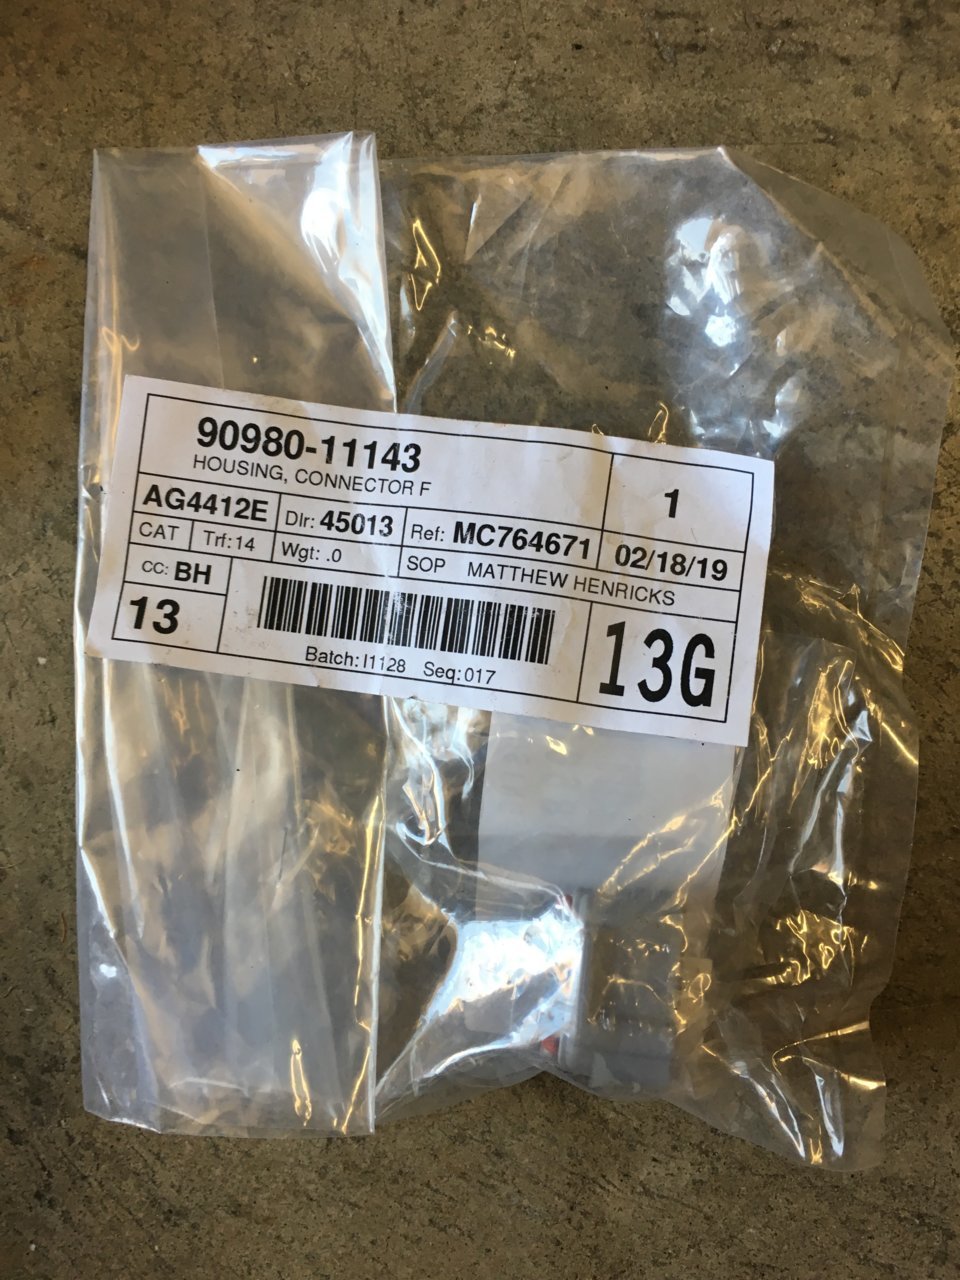 90980-11143
HOUSING, CONNECTOR F
1
AG4412E
Dlr: 45013
Ref: MC764671
02/18/19
CAT
Trf:14
Wgt: .0
SOP MATTHEW HENRICKS
CC: BH
13
13G
Batch: I1128 Seq: 017